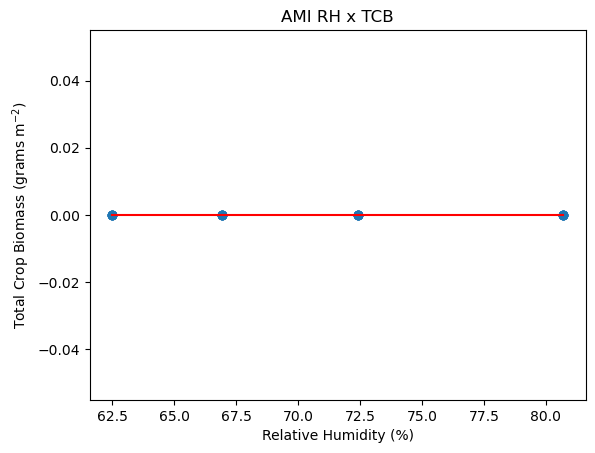 AMI RH x TCB
0.04
0.02
0.00
−0.02
−0.04
Total Crop Biomass (grams m⁻²)
62.5 65.0 67.5 70.0 72.5 75.0 77.5 80.0
Relative Humidity (%)